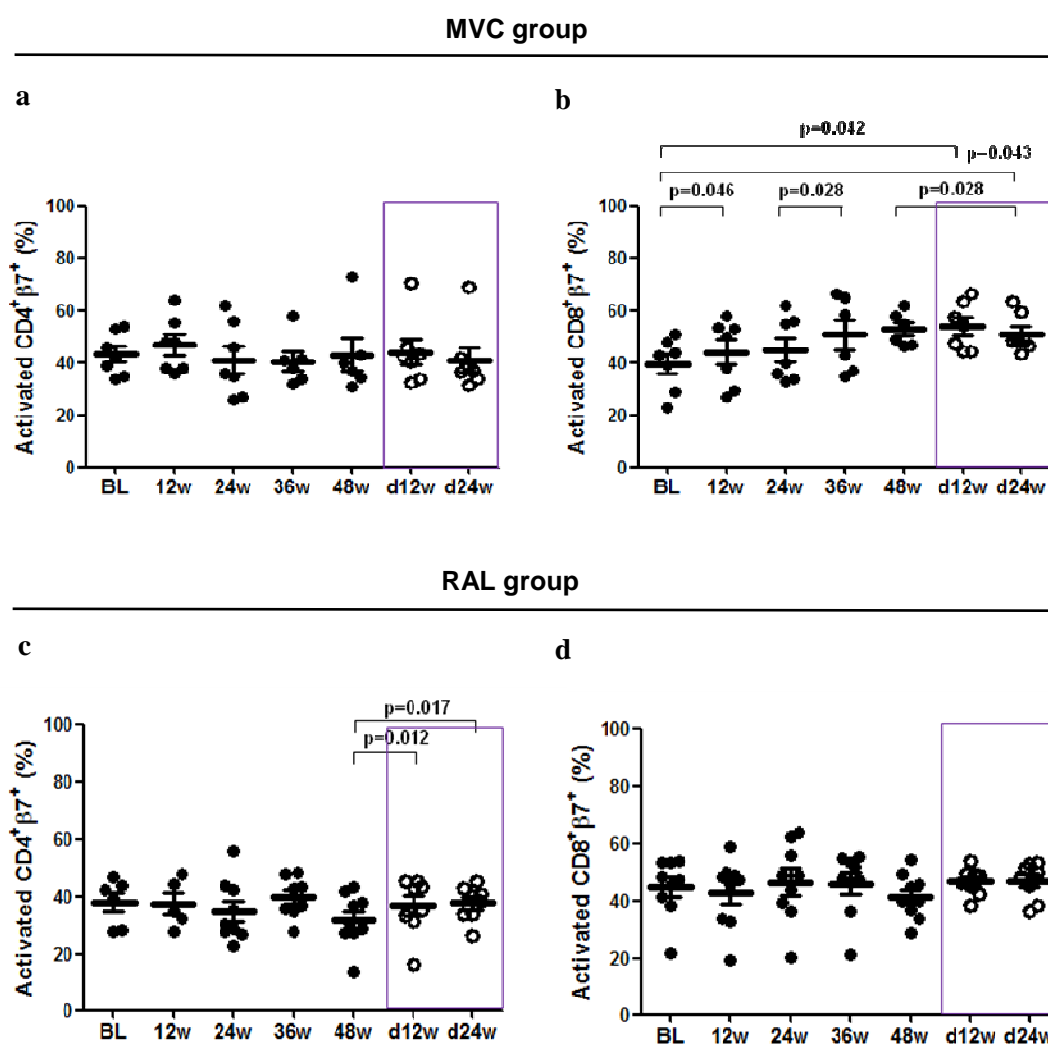 MVC group
a
b
p=0.042
p=0.043
p=0.046
p=0.028
p=0.028
Activated CD4⁺β7⁺ (%)
100
80
60
40
20
0
BL 12w 24w 36w 48w d12w d24w
Activated CD8⁺β7⁺ (%)
100
80
60
40
20
0
BL 12w 24w 36w 48w d12w d24w
RAL group
c
d
p=0.017
p=0.012
Activated CD4⁺β7⁺ (%)
100
80
60
40
20
0
BL 12w 24w 36w 48w d12w d24w
Activated CD8⁺β7⁺ (%)
100
80
60
40
20
0
BL 12w 24w 36w 48w d12w d24w